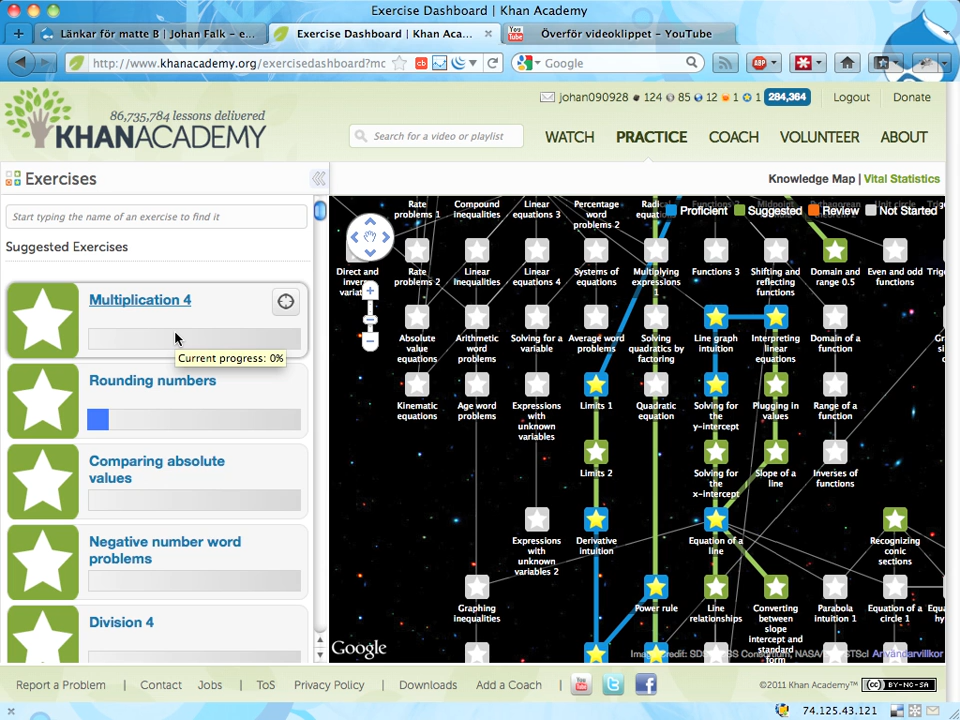 Exercise Dashboard | Khan Academy
Länkar för matte B | Johan Falk – e...
Exercise Dashboard | Khan Aca...
Överför videoklippet – YouTube
http://www.khanacademy.org/exercisedashboard?mc
Google
86,735,784 lessons delivered
KHANACADEMY
johan090928 124 85 12 1 1 284,364 Logout Donate
Search for a video or playlist
WATCH PRACTICE COACH VOLUNTEER ABOUT
Exercises
Knowledge Map | Vital Statistics
Start typing the name of an exercise to find it
Suggested Exercises
Multiplication 4
Current progress: 0%
Rounding numbers
Comparing absolute
values
Negative number word
problems
Division 4
Proficient Suggested Review Not Started
Rate
problems 1
Compound
inequalities
Linear
equations 3
Percentage
word
problems 2
Direct and
inverse
Rate
problems 2
Linear
Inequalities
Linear
Equations 4
Systems of
equations
Multiplying
expressions
1
Functions 3
Shifting and
reflecting
functions
Domain and
range 0.5
Even and odd
functions
Absolute
value
equations
Arithmetic
word
problems
Solving for a
variable
Average word
problems
Solving
quadratics by
factoring
Line graph
intuition
Interpreting
linear
equations
Domain of a
function
Kinematic
equations
Age word
problems
Expressions
with
unknown
variables
Limits 1
Quadratic
equation
Solving for
the
y-intercept
Plugging in
values
Range of a
function
Limits 2
Solving for
the
x-intercept
Slope of a
line
Inverses of
functions
Expressions
with
unknown
variables 2
Derivative
intuition
Equation of a
line
Recognizing
conic
sections
Graphing
inequalities
Power rule
Line
relationships
Converting
between
slope
intercept and
standard
form
Parabola
intuition 1
Equation of a
circle 1
Google
Användarvillkor
Report a Problem | Contact Jobs | ToS Privacy Policy | Downloads Add a Coach |
©2011 Khan Academy™
cc BY-NC-SA
74.125.43.121